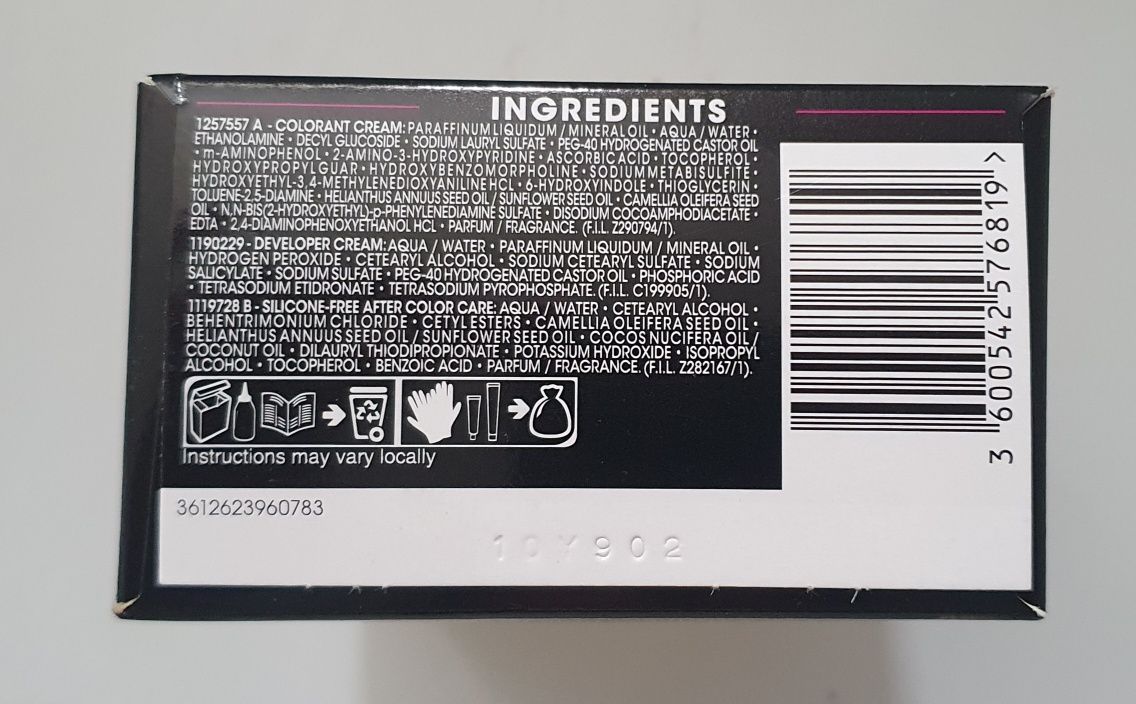 INGREDIENTS
1257557 A - COLORANT CREAM: PARAFFINUM LIQUIDUM / MINERAL OIL • AQUA / WATER •
ETHANOLAMINE • DECYL GLUCOSIDE • SODIUM LAURYL SULFATE • PEG-40 HYDROGENATED CASTOR OIL
• m-AMINOPHENOL • 2-AMINO-3-HYDROXYPYRIDINE • ASCORBIC ACID • TOCOPHEROL •
HYDROXYPROPYL GUAR • HYDROXYBENZOMORPHOLINE • SODIUM METABISULFITE •
HYDROXYETHYL-3,4-METHYLENEDIOXYANILINE HCL • 6-HYDROXYINDOLE • THIOGLYCERIN •
TOLUENE-2,5-DIAMINE • HELIANTHUS ANNUUS SEED OIL / SUNFLOWER SEED OIL • CAMELLIA OLEIFERA SEED
OIL • N,N-BIS(2-HYDROXYETHYL)-p-PHENYLENEDIAMINE SULFATE • DISODIUM COCOAMPHODIACETATE •
EDTA • 2,4-DIAMINOPHENOXYETHANOL HCL • PARFUM / FRAGRANCE. (F.I.L. Z290794/1).
1190229 - DEVELOPER CREAM: AQUA / WATER • PARAFFINUM LIQUIDUM / MINERAL OIL •
HYDROGEN PEROXIDE • CETEARYL ALCOHOL • SODIUM CETEARYL SULFATE • SODIUM
SALICYLATE • SODIUM SULFATE • PEG-40 HYDROGENATED CASTOR OIL • PHOSPHORIC ACID
• TETRASODIUM ETIDRONATE • TETRASODIUM PYROPHOSPHATE. (F.I.L. C199905/1).
1119728 B - SILICONE-FREE AFTER COLOR CARE: AQUA / WATER • CETEARYL ALCOHOL •
BEHENTRIMONIUM CHLORIDE • CETYL ESTERS • CAMELLIA OLEIFERA SEED OIL •
HELIANTHUS ANNUUS SEED OIL / SUNFLOWER SEED OIL • COCOS NUCIFERA OIL /
COCONUT OIL • DILAURYL THIODIPROPIONATE • POTASSIUM HYDROXIDE • ISOPROPYL
ALCOHOL • TOCOPHEROL • BENZOIC ACID • PARFUM / FRAGRANCE. (F.I.L. Z282167/1).
Instructions may vary locally
3612623960783
10Y902
3 600542 576819 >